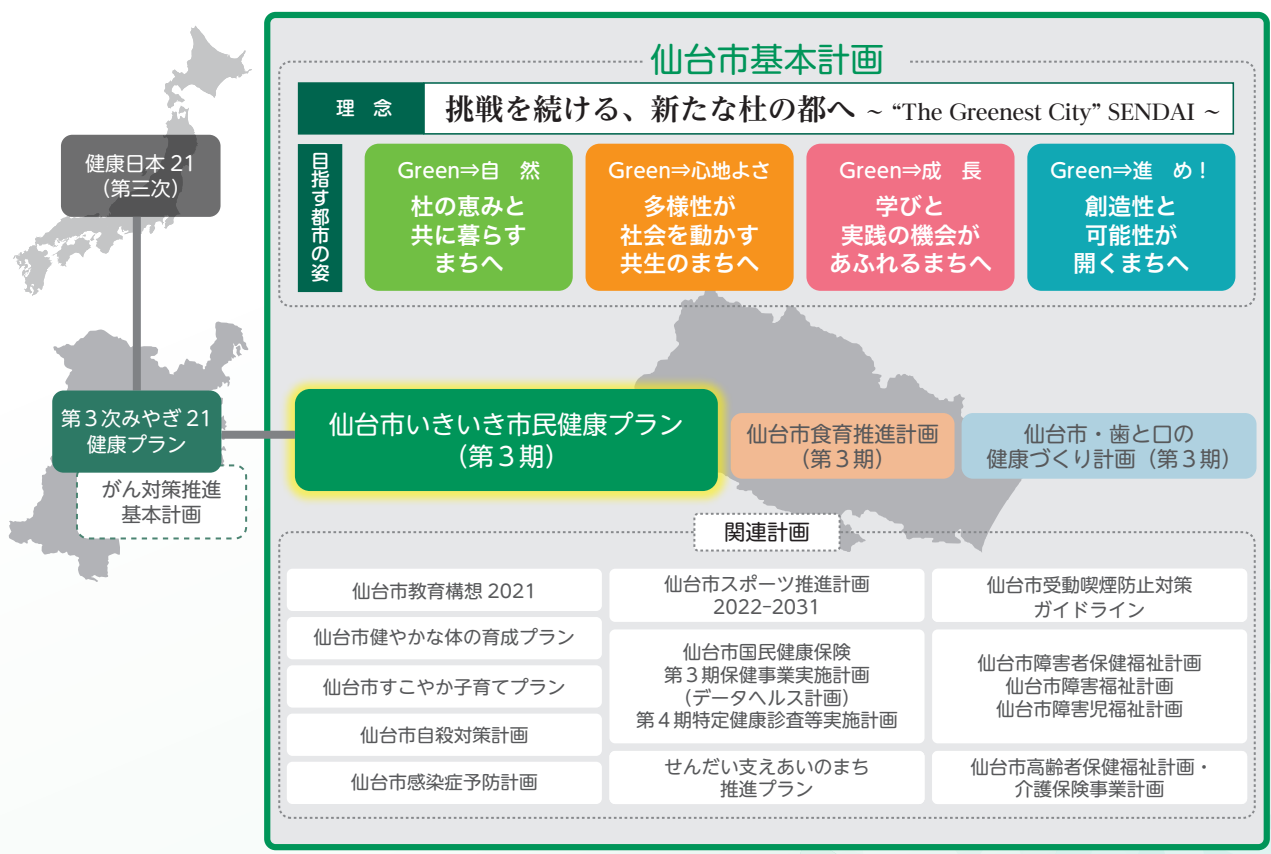 仙台市基本計画
理　念
挑戦を続ける、新たな杜の都へ ～ “The Greenest City” SENDAI ～
目指す都市の姿
Green⇒自　然
杜の恵みと
共に暮らす
まちへ
Green⇒心地よさ
多様性が
社会を動かす
共生のまちへ
Green⇒成　長
学びと
実践の機会が
あふれるまちへ
Green⇒進　め！
創造性と
可能性が
開くまちへ
健康日本 21
（第三次）
第３次みやぎ 21
健康プラン
がん対策推進
基本計画
仙台市いきいき市民健康プラン
（第３期）
仙台市食育推進計画
（第３期）
仙台市・歯と口の
健康づくり計画（第３期）
関連計画
仙台市教育構想 2021
仙台市健やかな体の育成プラン
仙台市すこやか子育てプラン
仙台市自殺対策計画
仙台市感染症予防計画
仙台市スポーツ推進計画
2022–2031
仙台市国民健康保険
第３期保健事業実施計画
（データヘルス計画）
第４期特定健康診査等実施計画
せんだい支えあいのまち
推進プラン
仙台市受動喫煙防止対策
ガイドライン
仙台市障害者保健福祉計画
仙台市障害福祉計画
仙台市障害児福祉計画
仙台市高齢者保健福祉計画・
介護保険事業計画